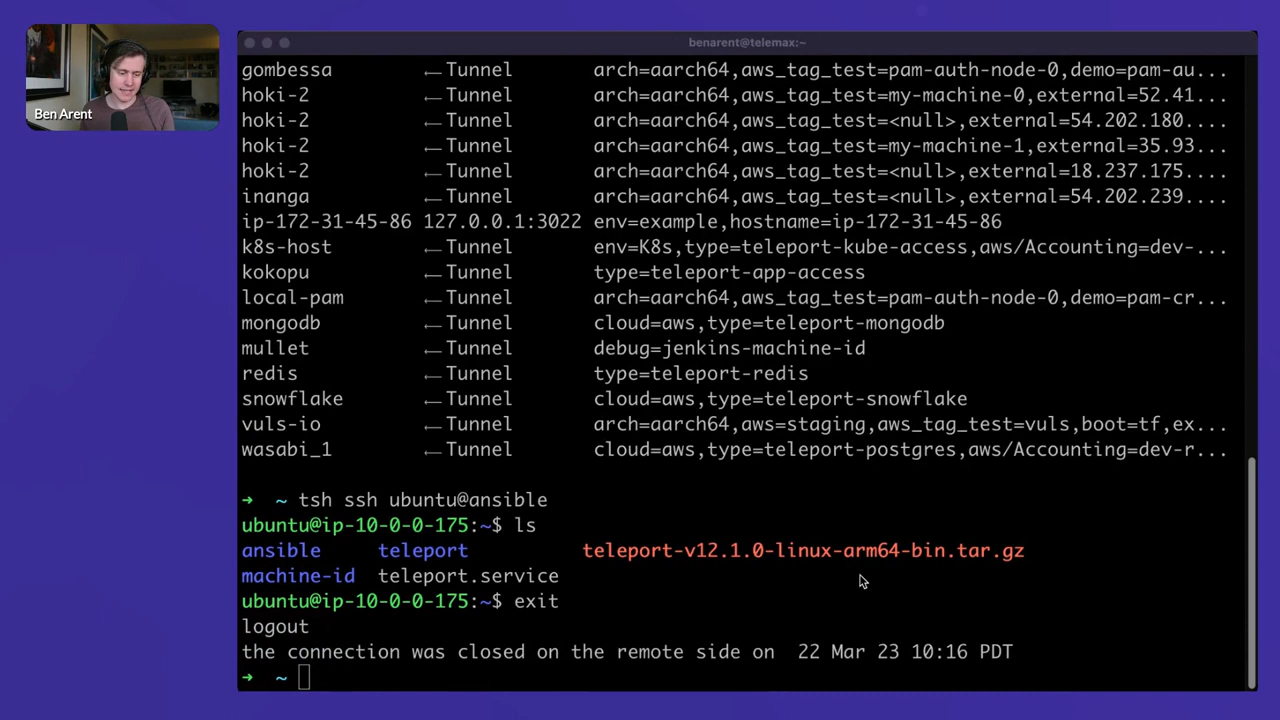 benarent@telemax:~
Ben Arent
gombessa ←Tunnel arch=aarch64,aws_tag_test=pam-auth-node-0,demo=pam-au...
hoki-2 ←Tunnel arch=aarch64,aws_tag_test=my-machine-0,external=52.41...
hoki-2 ←Tunnel arch=aarch64,aws_tag_test=<null>,external=54.202.180....
hoki-2 ←Tunnel arch=aarch64,aws_tag_test=my-machine-1,external=35.93...
hoki-2 ←Tunnel arch=aarch64,aws_tag_test=<null>,external=18.237.175....
inanga ←Tunnel arch=aarch64,aws_tag_test=<null>,external=54.202.239....
ip-172-31-45-86 127.0.0.1:3022 env=example,hostname=ip-172-31-45-86
k8s-host ←Tunnel env=K8s,type=teleport-kube-access,aws/Accounting=dev-...
kokopu ←Tunnel type=teleport-app-access
local-pam ←Tunnel arch=aarch64,aws_tag_test=pam-auth-node-0,demo=pam-cr...
mongodb ←Tunnel cloud=aws,type=teleport-mongodb
mullet ←Tunnel debug=jenkins-machine-id
redis ←Tunnel type=teleport-redis
snowflake ←Tunnel cloud=aws,type=teleport-snowflake
vuls-io ←Tunnel arch=aarch64,aws=staging,aws_tag_test=vuls,boot=tf,ex...
wasabi_1 ←Tunnel cloud=aws,type=teleport-postgres,aws/Accounting=dev-r...
→ ~ tsh ssh ubuntu@ansible
ubuntu@ip-10-0-0-175:~$ ls
ansible teleport teleport-v12.1.0-linux-arm64-bin.tar.gz
machine-id teleport.service
ubuntu@ip-10-0-0-175:~$ exit
logout
the connection was closed on the remote side on 22 Mar 23 10:16 PDT
→ ~